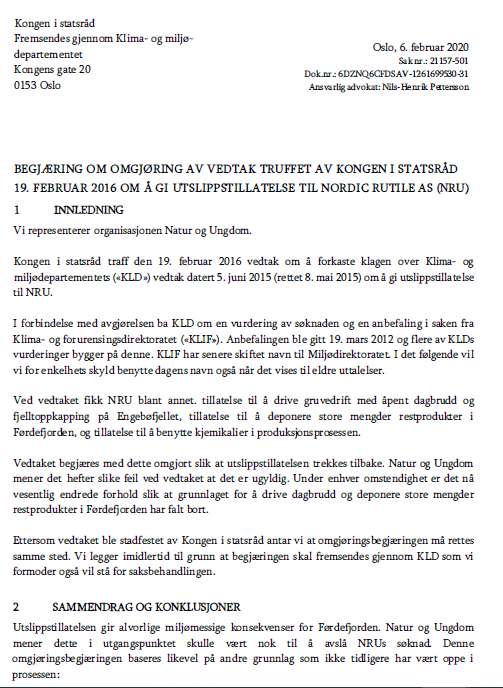 Kongen i statsråd
Fremsendes gjennom Klima- og miljø-
departementet
Kongens gate 20
0153 Oslo
Oslo, 6. februar 2020
Sak nr.: 21157-501
Dok.nr.: 6DZNQ6CFDSAV-1261699530-31
Ansvarlig advokat: Nils-Henrik Pettersson
BEGJÆRING OM OMGJØRING AV VEDTAK TRUFFET AV KONGEN I STATSRÅD
19. FEBRUAR 2016 OM Å GI UTSLIPPSTILLATELSE TIL NORDIC RUTILE AS (NRU)
1 INNLEDNING
Vi representerer organisasjonen Natur og Ungdom.
Kongen i statsråd traff den 19. februar 2016 vedtak om å forkaste klagen over Klima- og
miljødepartementets («KLD») vedtak datert 5. juni 2015 (rettet 8. mai 2015) om å gi utslippstillatelse
til NRU.
I forbindelse med avgjørelsen ba KLD om en vurdering av søknaden og en anbefaling i saken fra
Klima- og forurensingsdirektoratet («KLIF»). Anbefalingen ble gitt 19. mars 2012 og flere av KLDs
vurderinger bygger på denne. KLIF har senere skiftet navn til Miljødirektoratet. I det følgende vil
vi for enkelhets skyld benytte dagens navn også når det vises til eldre uttalelser.
Ved vedtaket fikk NRU blant annet. tillatelse til å drive gruvedrift med åpent dagbrudd og
fjelltoppkapping på Engebøfjellet, tillatelse til å deponere store mengder restprodukter i
Førdefjorden, og tillatelse til å benytte kjemikalier i produksjonsprosessen.
Vedtaket begjæres med dette omgjort slik at utslippstillatelsen trekkes tilbake. Natur og Ungdom
mener det hefter slike feil ved vedtaket at det er ugyldig. Under enhver omstendighet er det nå
vesentlig endrede forhold slik at grunnlaget for å drive dagbrudd og deponere store mengder
restprodukter i Førdefjorden har falt bort.
Ettersom vedtaket ble stadfestet av Kongen i statsråd antar vi at omgjøringsbegjæringen må rettes
samme sted. Vi legger imidlertid til grunn at begjæringen skal fremsendes gjennom KLD som vi
formoder også vil stå for saksbehandlingen.
2 SAMMENDRAG OG KONKLUSJONER
Utslippstillatelsen gir alvorlige miljømessige konsekvenser for Førdefjorden. Natur og Ungdom
mener dette i utgangspunktet skulle vært nok til å avslå NRUs søknad. Denne
omgjøringsbegjæringen baseres likevel på andre grunnlag som ikke tidligere har vært oppe i
prosessen: